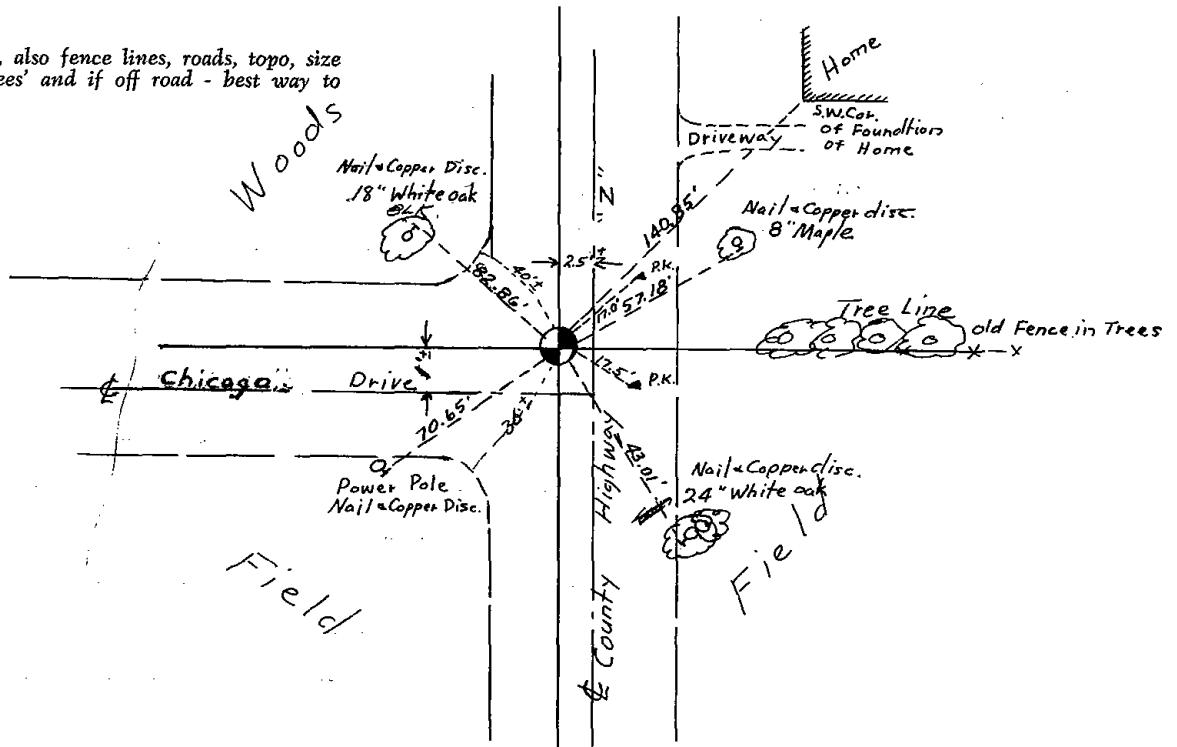 , also fence lines, roads, topo, size
ees' and if off road - best way to
Woods
Home
S.W.Cor.
of Foundtion
of Home
Driveway
Nail & Copper Disc.
18" White oak
"Z"
140.85'
Nail & Copper disc.
8" Maple
2.5'±
40'±
82.86'
P.K.
17.0'
57.18'
Tree Line
old Fence in Trees
x
12.5'
P.K.
℄
Chicago
Drive
70.65'
43.01'
Power Pole
Nail & Copper Disc.
Nail & Copper disc.
24" White oak
Field
Field
℄ County Highway